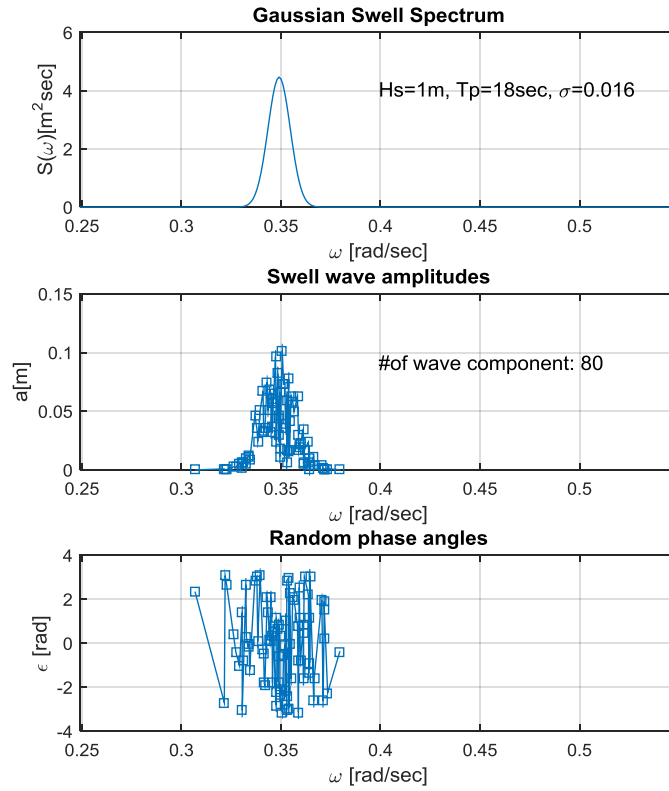 Gaussian Swell Spectrum
6
4
2
0
S(ω)[m² sec]
Hs=1m, Tp=18sec, σ=0.016
0.25 0.3 0.35 0.4 0.45 0.5
ω [rad/sec]
Swell wave amplitudes
0.15
0.1
0.05
0
a[m]
#of wave component: 80
0.25 0.3 0.35 0.4 0.45 0.5
ω [rad/sec]
Random phase angles
4
2
0
-2
-4
ϵ [rad]
0.25 0.3 0.35 0.4 0.45 0.5
ω [rad/sec]